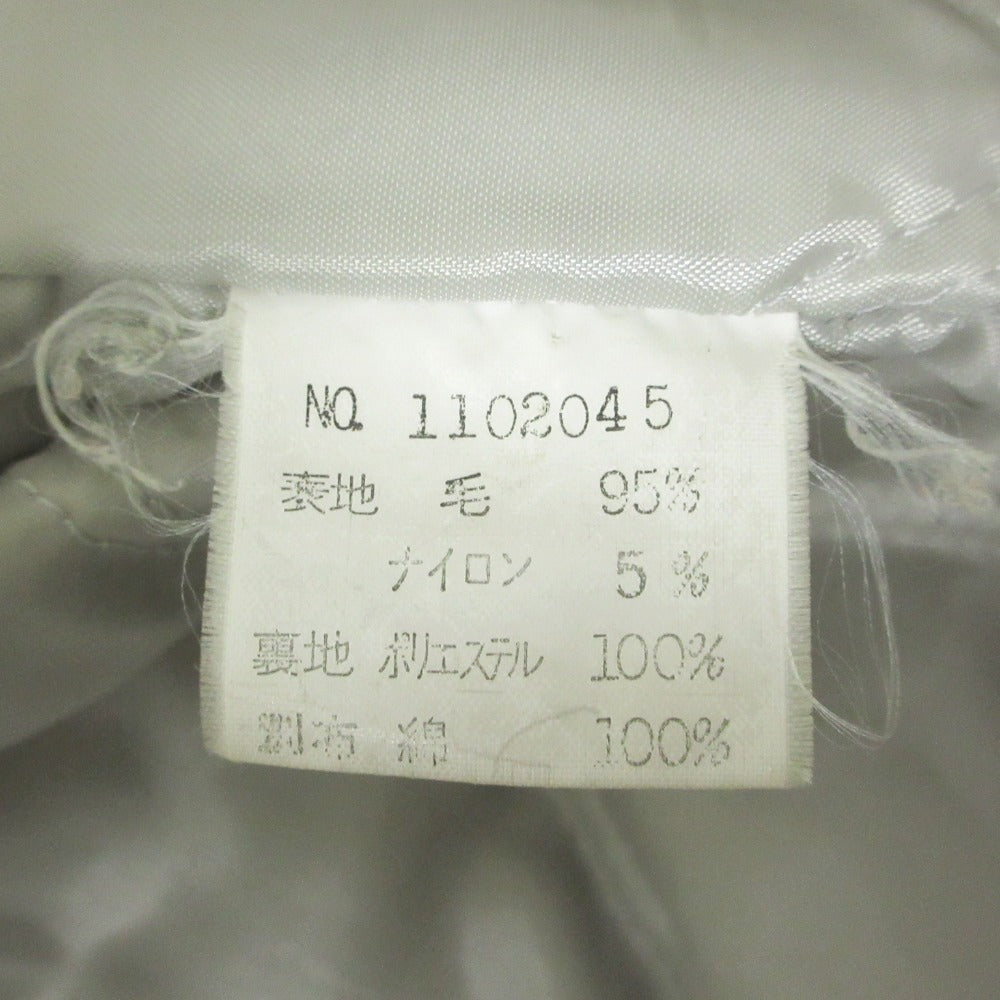 NO. 1102045
表地 毛 95%
ナイロン 5%
裏地 ポリエステル 100%
別布 綿 100%